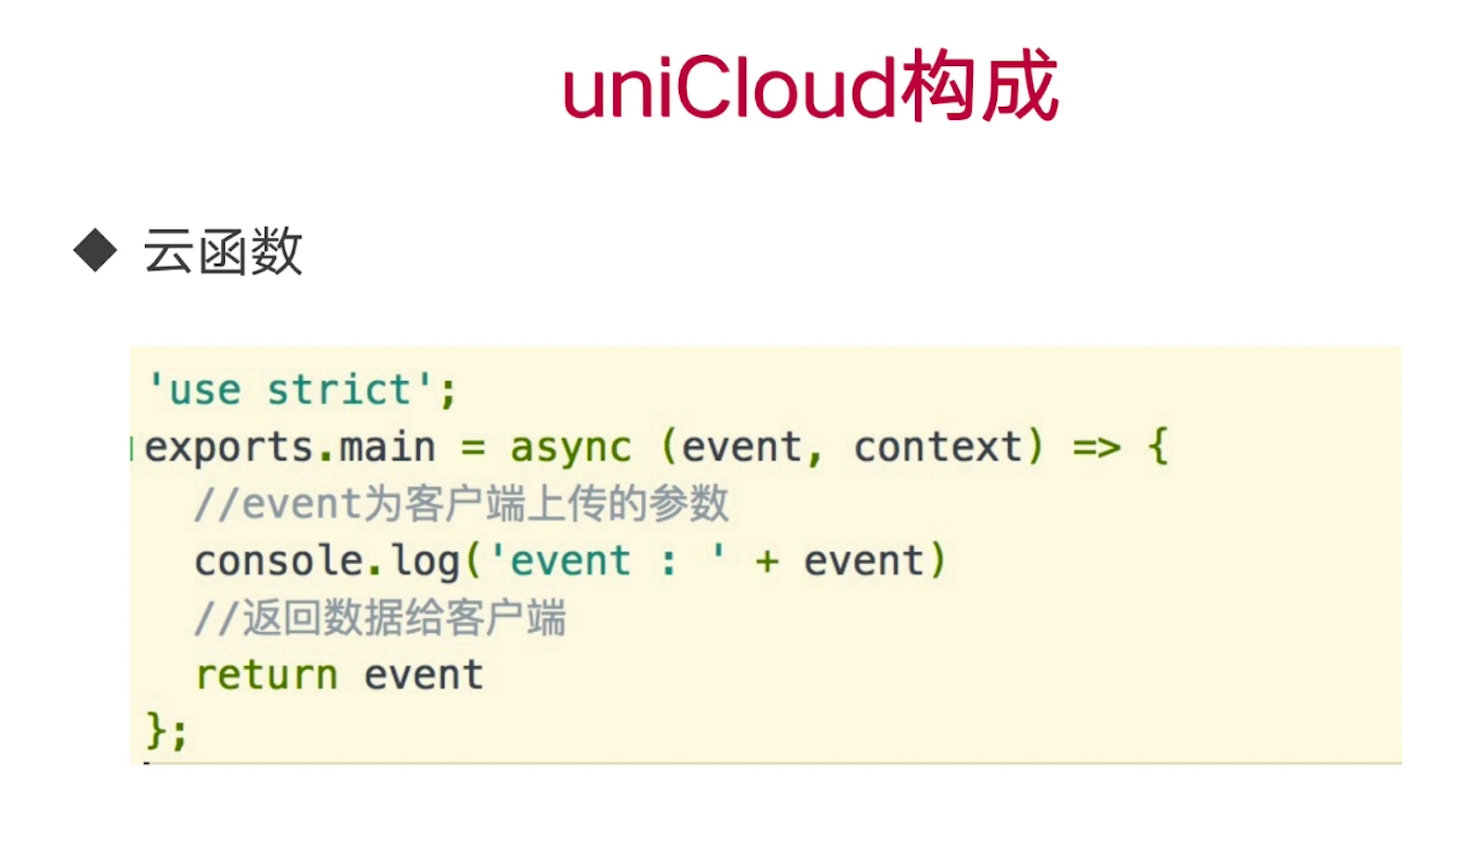 uniCloud构成
◆ 云函数
'use strict';
exports.main = async (event, context) => {
  //event为客户端上传的参数
  console.log('event : ' + event)
  //返回数据给客户端
  return event
};